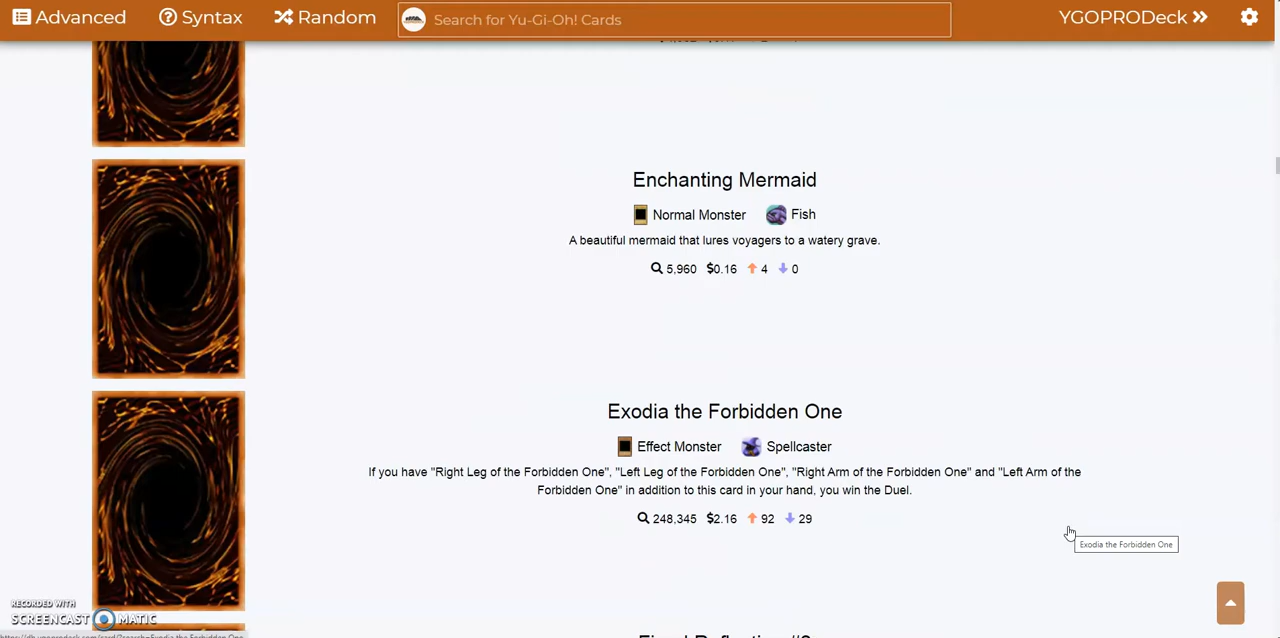 Advanced
Syntax
Random
Search for Yu-Gi-Oh! Cards
YGOPRODeck
Enchanting Mermaid
Normal Monster Fish
A beautiful mermaid that lures voyagers to a watery grave.
5,960 $0.16 4 0
Exodia the Forbidden One
Effect Monster Spellcaster
If you have "Right Leg of the Forbidden One", "Left Leg of the Forbidden One", "Right Arm of the Forbidden One" and "Left Arm of the
Forbidden One" in addition to this card in your hand, you win the Duel.
248,345 $2.16 92 29
Exodia the Forbidden One
RECORDED WITH
SCREENCAST MATIC